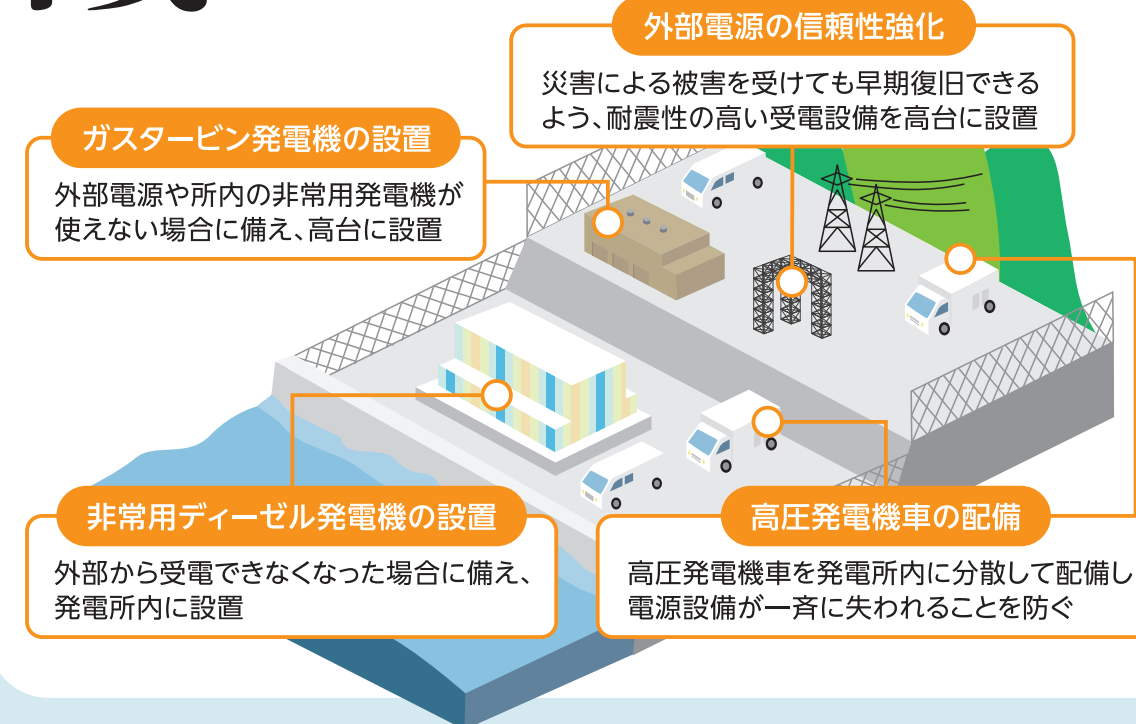 外部電源の信頼性強化
災害による被害を受けても早期復旧できる
よう、耐震性の高い受電設備を高台に設置
ガスタービン発電機の設置
外部電源や所内の非常用発電機が
使えない場合に備え、高台に設置
非常用ディーゼル発電機の設置
外部から受電できなくなった場合に備え、
発電所内に設置
高圧発電機車の配備
高圧発電機車を発電所内に分散して配備し
電源設備が一斉に失われることを防ぐ